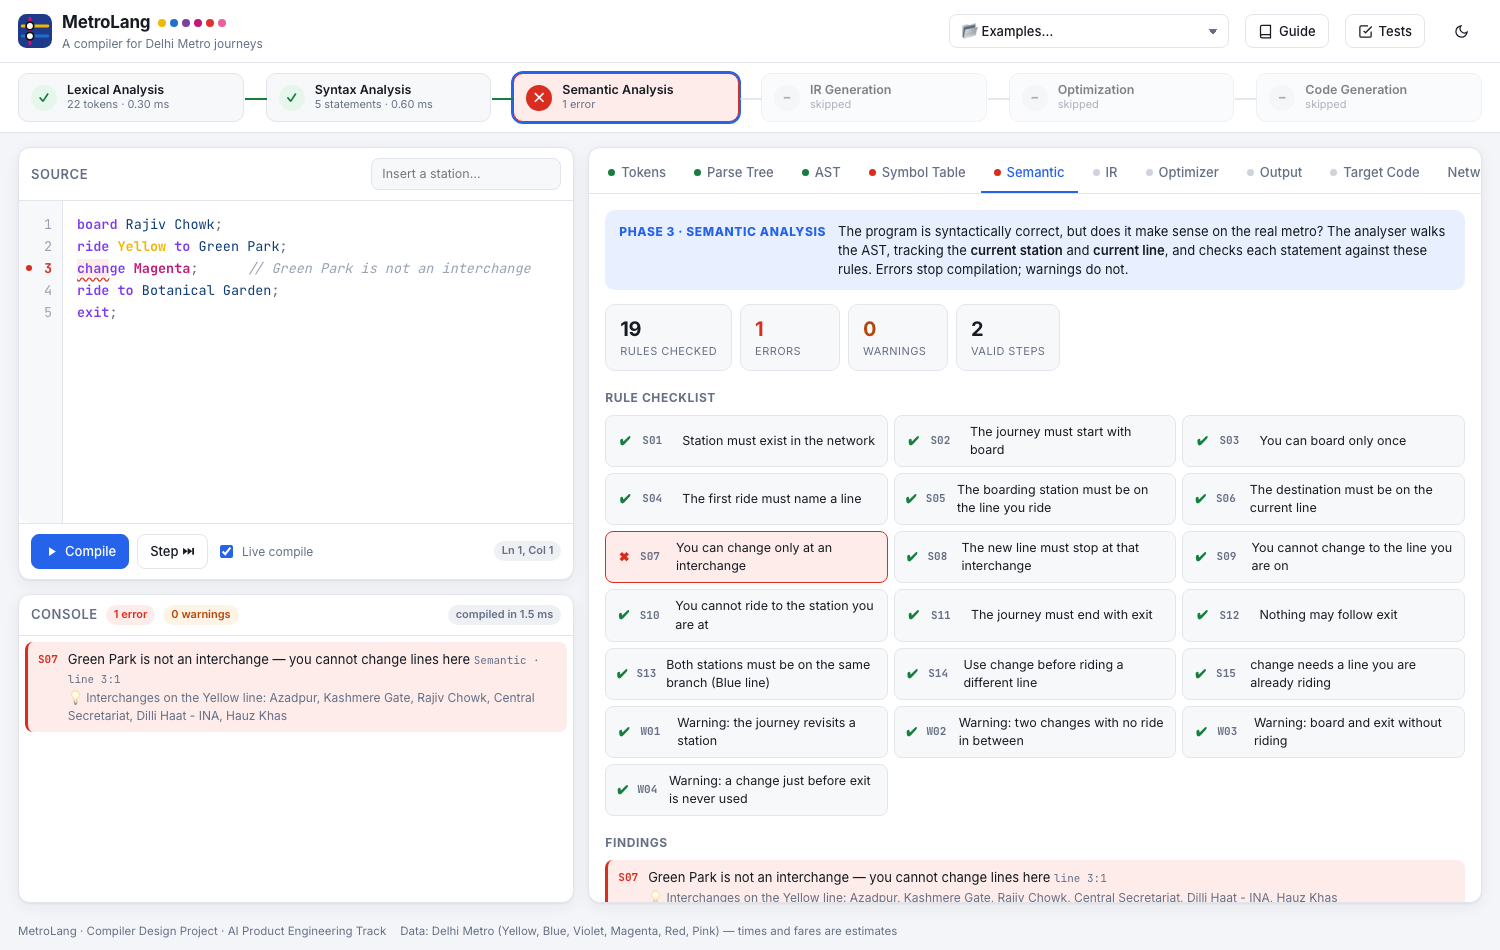 MetroLang
A compiler for Delhi Metro journeys
Examples...
Guide
Tests
Lexical Analysis
22 tokens · 0.30 ms
Syntax Analysis
5 statements · 0.60 ms
Semantic Analysis
1 error
IR Generation
skipped
Optimization
skipped
Code Generation
skipped
SOURCE
Insert a station...
1 board Rajiv Chowk;
2 ride Yellow to Green Park;
3 change Magenta; // Green Park is not an interchange
4 ride to Botanical Garden;
5 exit;
Compile
Step
Live compile
Ln 1, Col 1
CONSOLE
1 error
0 warnings
compiled in 1.5 ms
S07 Green Park is not an interchange — you cannot change lines here Semantic ·
line 3:1
Interchanges on the Yellow line: Azadpur, Kashmere Gate, Rajiv Chowk, Central
Secretariat, Dilli Haat - INA, Hauz Khas
Tokens
Parse Tree
AST
Symbol Table
Semantic
IR
Optimizer
Output
Target Code
Netw
PHASE 3 · SEMANTIC ANALYSIS
The program is syntactically correct, but does it make sense on the real metro? The analyser walks
the AST, tracking the current station and current line, and checks each statement against these
rules. Errors stop compilation; warnings do not.
19
RULES CHECKED
1
ERRORS
0
WARNINGS
2
VALID STEPS
RULE CHECKLIST
S01 Station must exist in the network
S02 The journey must start with
board
S03 You can board only once
S04 The first ride must name a line
S05 The boarding station must be on
the line you ride
S06 The destination must be on the
current line
S07 You can change only at an
interchange
S08 The new line must stop at that
interchange
S09 You cannot change to the line you
are on
S10 You cannot ride to the station you
are at
S11 The journey must end with exit
S12 Nothing may follow exit
S13 Both stations must be on the same
branch (Blue line)
S14 Use change before riding a
different line
S15 change needs a line you are
already riding
W01 Warning: the journey revisits a
station
W02 Warning: two changes with no ride
in between
W03 Warning: board and exit without
riding
W04 Warning: a change just before exit
is never used
FINDINGS
S07 Green Park is not an interchange — you cannot change lines here line 3:1
Interchanges on the Yellow line: Azadpur, Kashmere Gate, Rajiv Chowk, Central Secretariat, Dilli Haat - INA, Hauz Khas
MetroLang · Compiler Design Project · AI Product Engineering Track
Data: Delhi Metro (Yellow, Blue, Violet, Magenta, Red, Pink) — times and fares are estimates